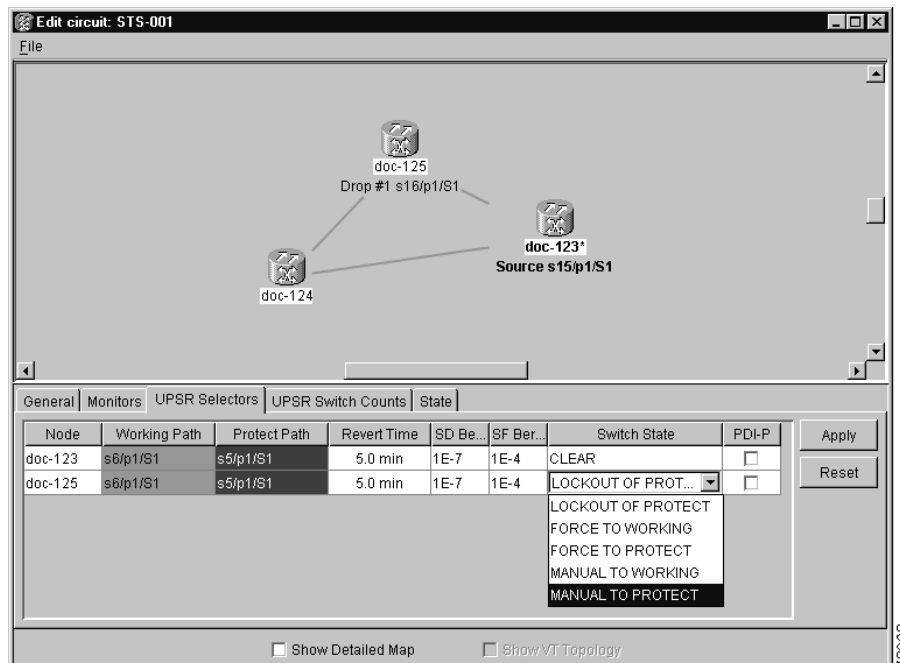 Edit circuit: STS-001
File
doc-125
Drop #1 s16/p1/S1
doc-123*
Source s15/p1/S1
doc-124
General Monitors UPSR Selectors UPSR Switch Counts State
Node Working Path Protect Path Revert Time SD Be... SF Ber... Switch State PDI-P Apply
doc-123 s6/p1/S1 s5/p1/S1 5.0 min 1E-7 1E-4 CLEAR
Reset
doc-125 s6/p1/S1 s5/p1/S1 5.0 min 1E-7 1E-4 LOCKOUT OF PROT...
LOCKOUT OF PROTECT
FORCE TO WORKING
FORCE TO PROTECT
MANUAL TO WORKING
MANUAL TO PROTECT
Show Detailed Map Show VT Topology